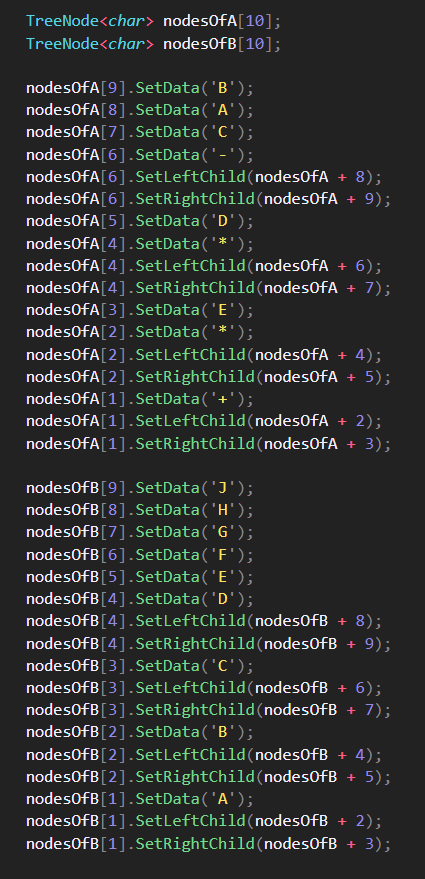 TreeNode<char> nodesOfA[10];
TreeNode<char> nodesOfB[10];
nodesOfA[9].SetData('B');
nodesOfA[8].SetData('A');
nodesOfA[7].SetData('C');
nodesOfA[6].SetData('-');
nodesOfA[6].SetLeftChild(nodesOfA + 8);
nodesOfA[6].SetRightChild(nodesOfA + 9);
nodesOfA[5].SetData('D');
nodesOfA[4].SetData('*');
nodesOfA[4].SetLeftChild(nodesOfA + 6);
nodesOfA[4].SetRightChild(nodesOfA + 7);
nodesOfA[3].SetData('E');
nodesOfA[2].SetData('*');
nodesOfA[2].SetLeftChild(nodesOfA + 4);
nodesOfA[2].SetRightChild(nodesOfA + 5);
nodesOfA[1].SetData('+');
nodesOfA[1].SetLeftChild(nodesOfA + 2);
nodesOfA[1].SetRightChild(nodesOfA + 3);
nodesOfB[9].SetData('J');
nodesOfB[8].SetData('H');
nodesOfB[7].SetData('G');
nodesOfB[6].SetData('F');
nodesOfB[5].SetData('E');
nodesOfB[4].SetData('D');
nodesOfB[4].SetLeftChild(nodesOfB + 8);
nodesOfB[4].SetRightChild(nodesOfB + 9);
nodesOfB[3].SetData('C');
nodesOfB[3].SetLeftChild(nodesOfB + 6);
nodesOfB[3].SetRightChild(nodesOfB + 7);
nodesOfB[2].SetData('B');
nodesOfB[2].SetLeftChild(nodesOfB + 4);
nodesOfB[2].SetRightChild(nodesOfB + 5);
nodesOfB[1].SetData('A');
nodesOfB[1].SetLeftChild(nodesOfB + 2);
nodesOfB[1].SetRightChild(nodesOfB + 3);